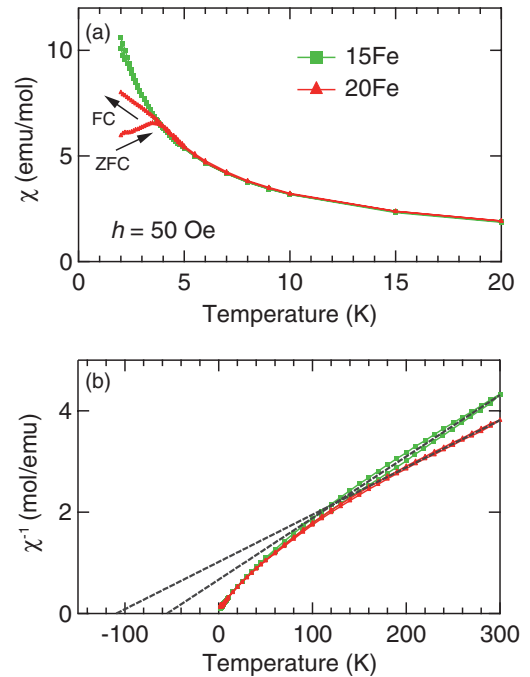 (a)
15Fe
20Fe
FC
ZFC
h = 50 Oe
χ (emu/mol)
10
5
0
0 5 10 15 20
Temperature (K)
(b)
χ⁻¹ (mol/emu)
4
2
0
-100 0 100 200 300
Temperature (K)